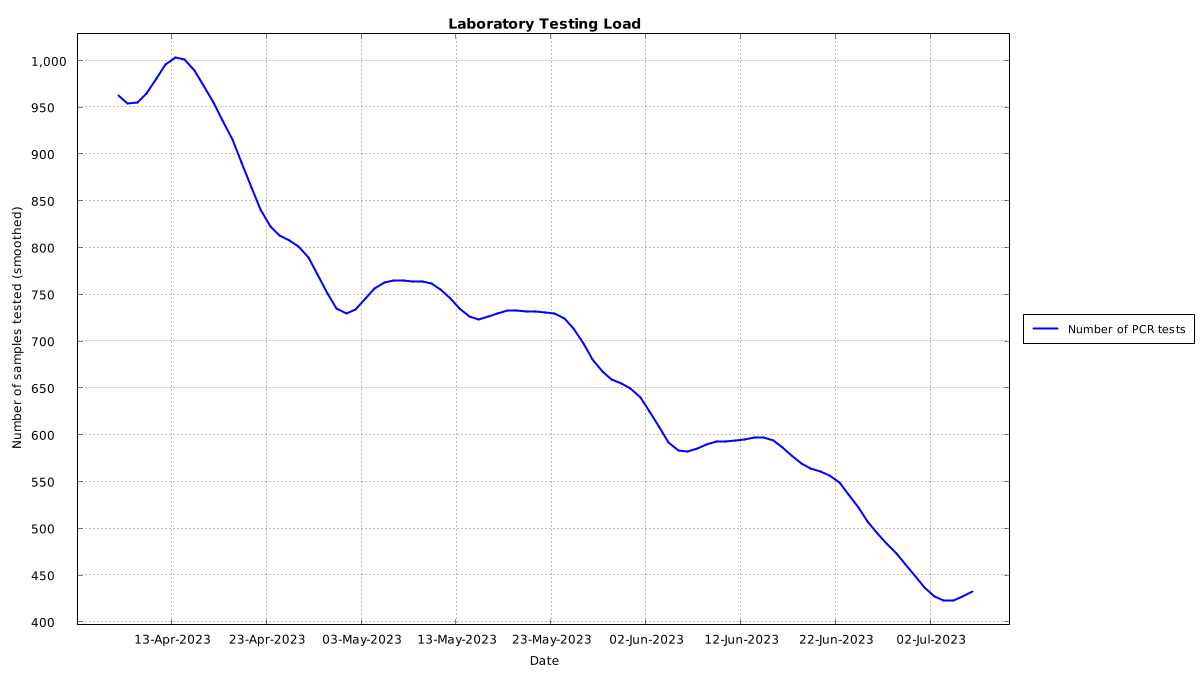 Laboratory Testing Load
Number of samples tested (smoothed)
1,000
950
900
850
800
750
700
650
600
550
500
450
400
13-Apr-2023 23-Apr-2023 03-May-2023 13-May-2023 23-May-2023 02-Jun-2023 12-Jun-2023 22-Jun-2023 02-Jul-2023
Date
Number of PCR tests